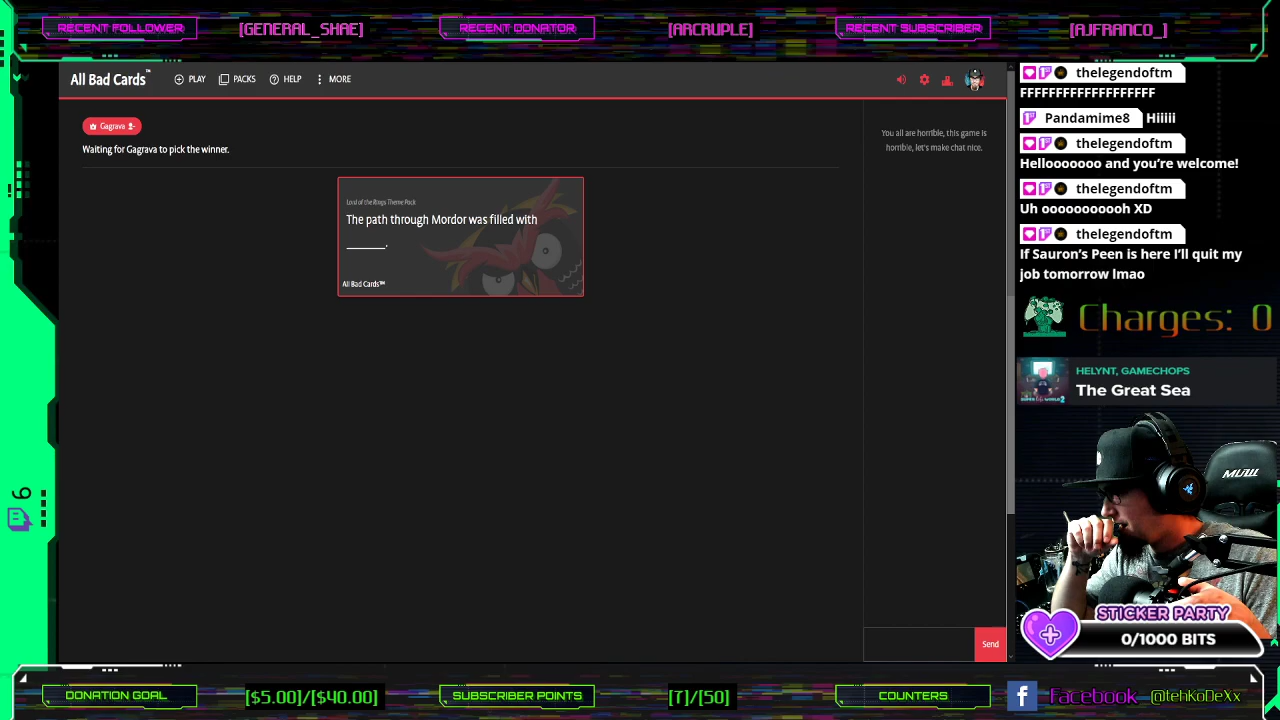 RECENT FOLLOWER
[GENERAL_SHAE]
RECENT DONATOR
[ARCRUPLE]
RECENT SUBSCRIBER
[AJFRANCO_]
All Bad Cards™
PLAY
PACKS
HELP
MORE
Gagrava
Waiting for Gagrava to pick the winner.
Lord of the Rings Theme Pack
The path through Mordor was filled with
________.
All Bad Cards™
You all are horrible, this game is
horrible, let's make chat nice.
Send
thelegendoftm
FFFFFFFFFFFFFFFFFFF
Pandamime8 Hiiiii
thelegendoftm
Hellooooooo and you're welcome!
thelegendoftm
Uh ooooooooooh XD
thelegendoftm
If Sauron's Peen is here I'll quit my
job tomorrow lmao
Charges: 0
HELYNT, GAMECHOPS
The Great Sea
6
STICKER PARTY
0/1000 BITS
DONATION GOAL
[$5.00]/[$40.00]
SUBSCRIBER POINTS
[7]/[50]
COUNTERS
f
Facebook
@tehKoDeXx